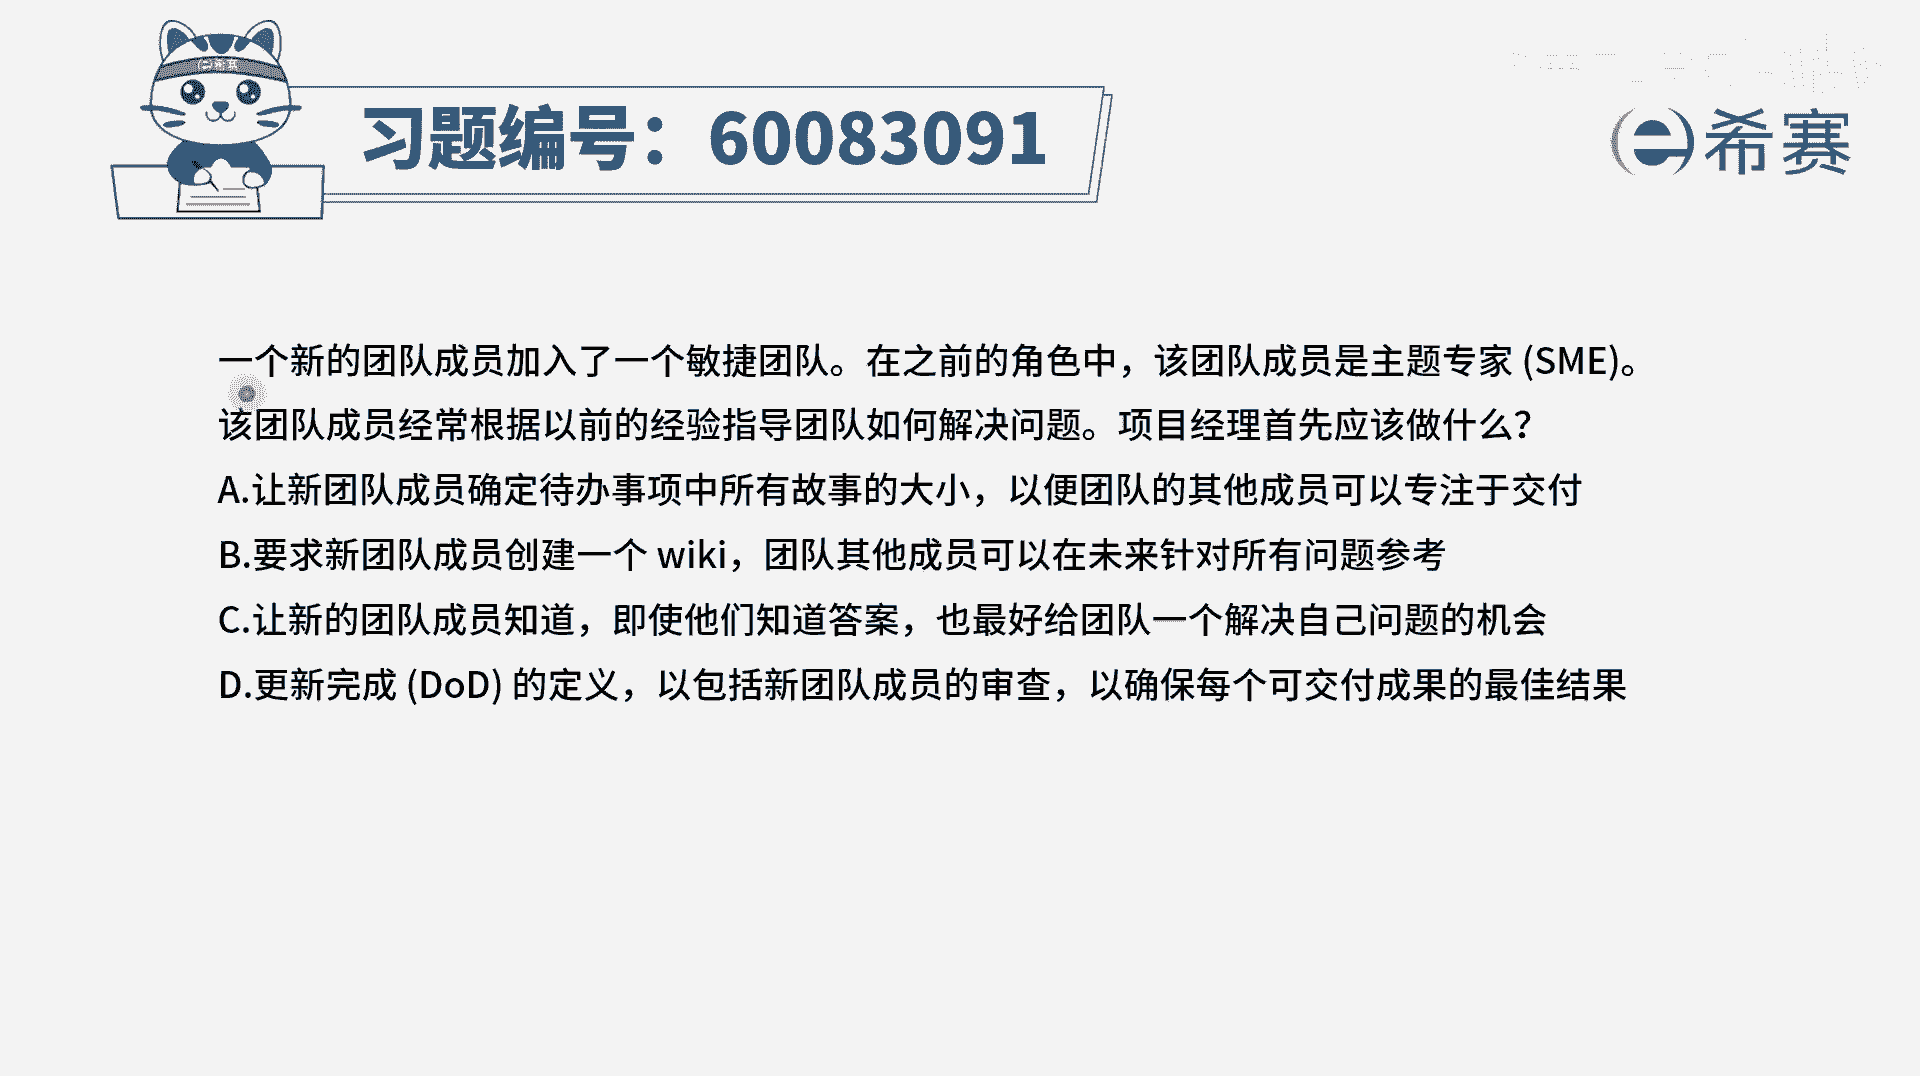 习题编号：60083091
希赛
一个新的团队成员加入了一个敏捷团队。在之前的角色中，该团队成员是主题专家 (SME)。
该团队成员经常根据以前的经验指导团队如何解决问题。项目经理首先应该做什么？
A.让新团队成员确定待办事项中所有故事的大小，以便团队的其他成员可以专注于交付
B.要求新团队成员创建一个 wiki，团队其他成员可以在未来针对所有问题参考
C.让新的团队成员知道，即使他们知道答案，也最好给团队一个解决自己问题的机会
D.更新完成 (DoD) 的定义，以包括新团队成员的审查，以确保每个可交付成果的最佳结果